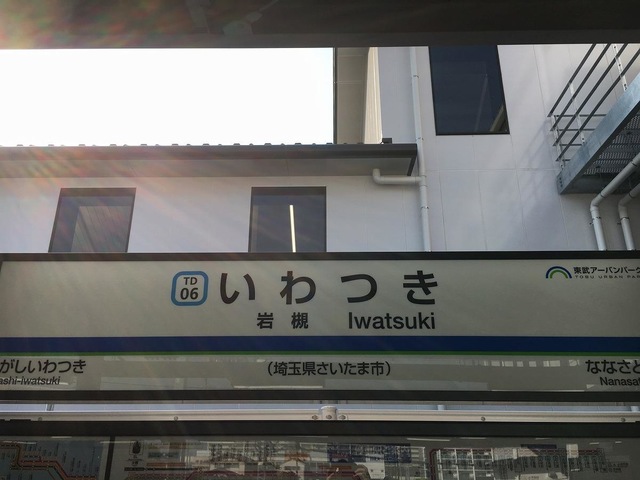 TD
06
いわつき
岩槻 Iwatsuki
東武アーバンパーク
TOBU URBAN PAR
がしいわつき
ashi-iwatsuki
(埼玉県さいたま市)
ななさと
Nanasat